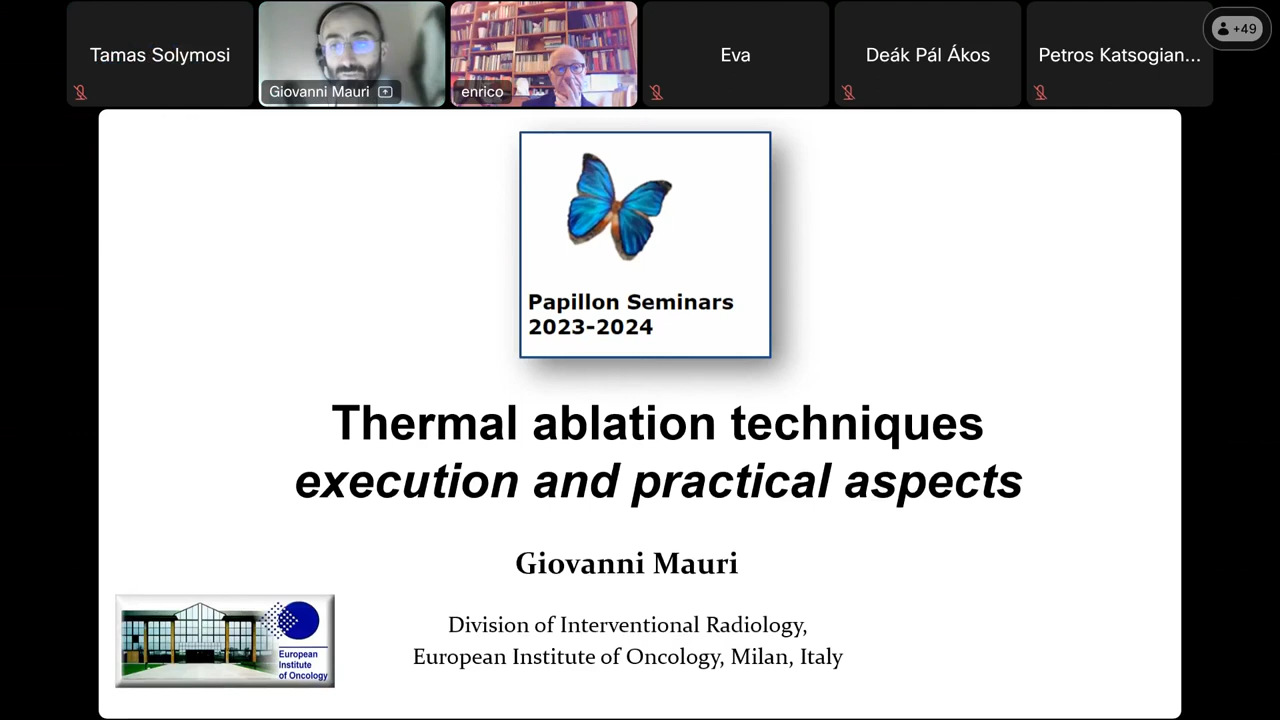 Tamas Solymosi
Giovanni Mauri
enrico
Eva
Deák Pál Ákos
Petros Katsogian...
+49
Papillon Seminars
2023-2024
Thermal ablation techniques
execution and practical aspects
Giovanni Mauri
Division of Interventional Radiology,
European Institute of Oncology, Milan, Italy
European
Institute
of Oncology